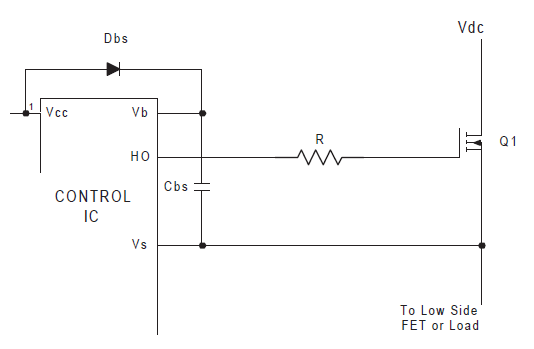 Vdc
Dbs
1
Vcc
Vb
R
Q1
HO
Cbs
CONTROL
IC
Vs
To Low Side
FET or Load